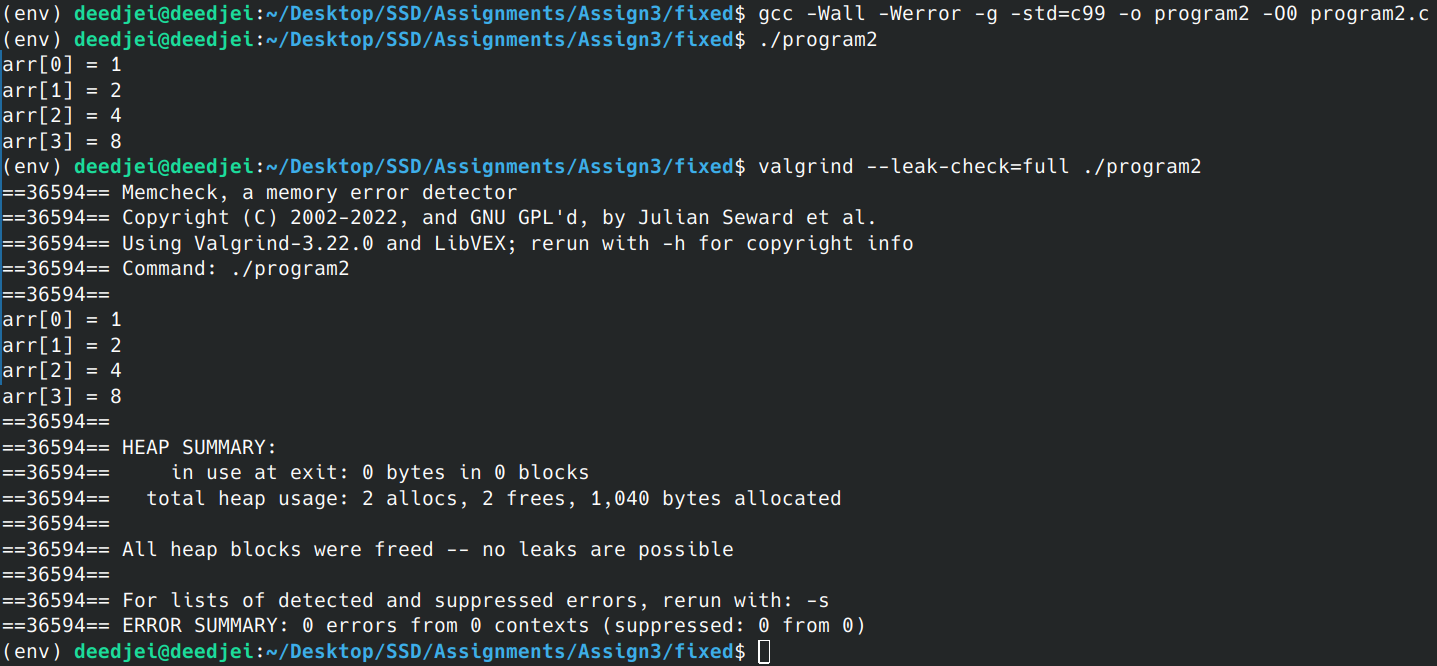 (env) deedjei@deedjei:~/Desktop/SSD/Assignments/Assign3/fixed$ gcc -Wall -Werror -g -std=c99 -o program2 -O0 program2.c
(env) deedjei@deedjei:~/Desktop/SSD/Assignments/Assign3/fixed$ ./program2
arr[0] = 1
arr[1] = 2
arr[2] = 4
arr[3] = 8
(env) deedjei@deedjei:~/Desktop/SSD/Assignments/Assign3/fixed$ valgrind --leak-check=full ./program2
==36594== Memcheck, a memory error detector
==36594== Copyright (C) 2002-2022, and GNU GPL'd, by Julian Seward et al.
==36594== Using Valgrind-3.22.0 and LibVEX; rerun with -h for copyright info
==36594== Command: ./program2
==36594==
arr[0] = 1
arr[1] = 2
arr[2] = 4
arr[3] = 8
==36594==
==36594== HEAP SUMMARY:
==36594==     in use at exit: 0 bytes in 0 blocks
==36594==   total heap usage: 2 allocs, 2 frees, 1,040 bytes allocated
==36594==
==36594== All heap blocks were freed -- no leaks are possible
==36594==
==36594== For lists of detected and suppressed errors, rerun with: -s
==36594== ERROR SUMMARY: 0 errors from 0 contexts (suppressed: 0 from 0)
(env) deedjei@deedjei:~/Desktop/SSD/Assignments/Assign3/fixed$